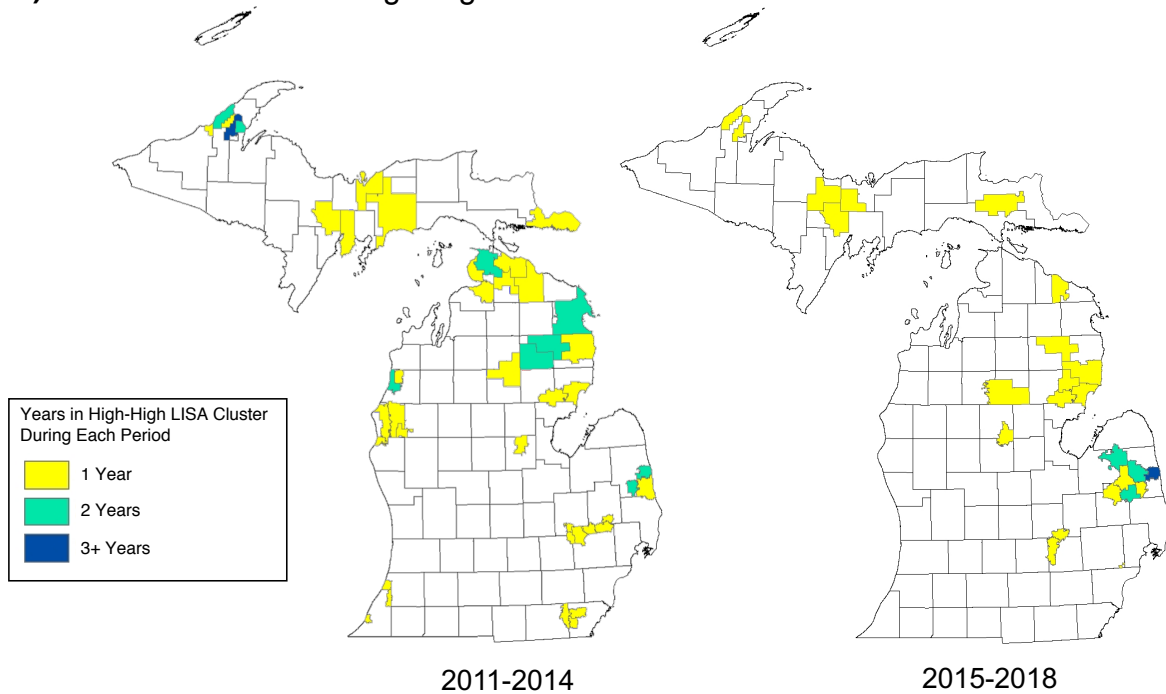 Years in High-High LISA Cluster
During Each Period
1 Year
2 Years
3+ Years
2011-2014
2015-2018